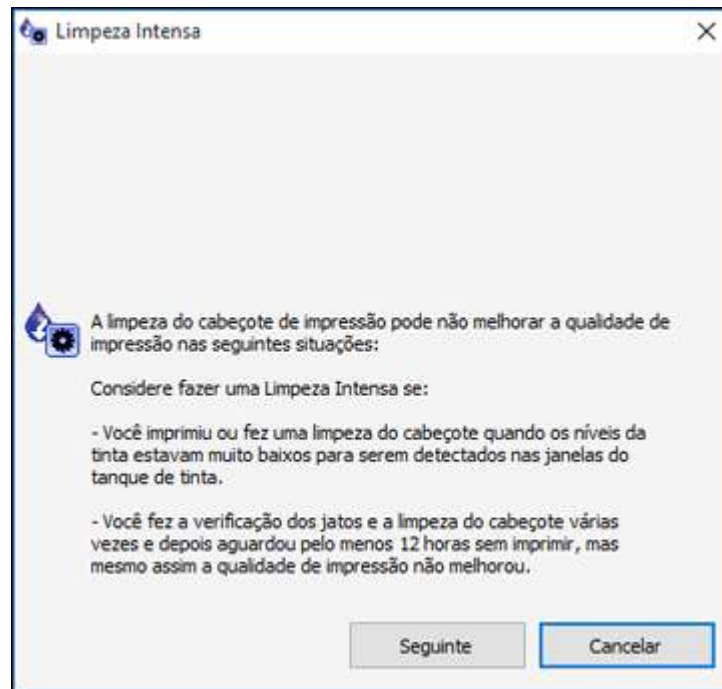 Limpeza Intensa
A limpeza do cabeçote de impressão pode não melhorar a qualidade de
impressão nas seguintes situações:
Considere fazer uma Limpeza Intensa se:
- Você imprimiu ou fez uma limpeza do cabeçote quando os níveis da
tinta estavam muito baixos para serem detectados nas janelas do
tanque de tinta.
- Você fez a verificação dos jatos e a limpeza do cabeçote várias
vezes e depois aguardou pelo menos 12 horas sem imprimir, mas
mesmo assim a qualidade de impressão não melhorou.
Seguinte
Cancelar